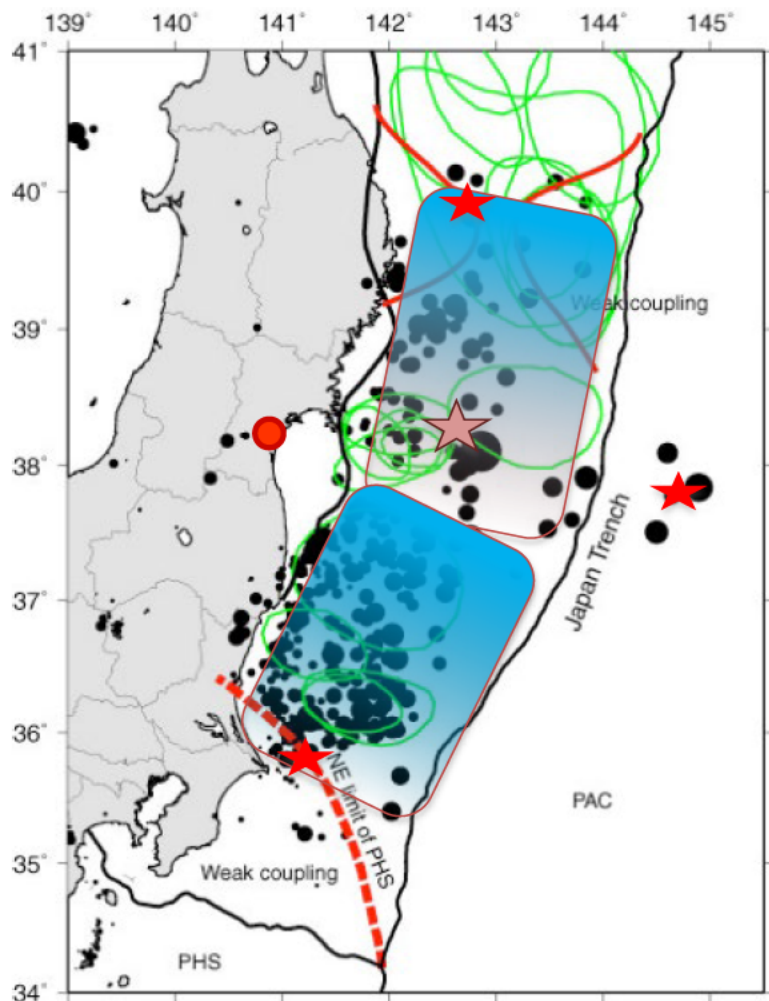 139° 140° 141° 142° 143° 144° 145°
41°
40°
Weak coupling
39°
38°
Japan Trench
37°
36°
NE limit of PHS
PAC
35°
Weak coupling
PHS
34°